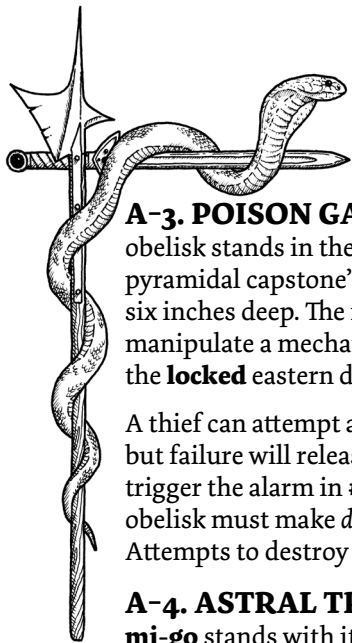 A-3. POISON GA
obelisk stands in the
pyramidal capstone's
six inches deep. The
manipulate a mechan
the locked eastern d
A thief can attempt a
but failure will relea
trigger the alarm in
obelisk must make d
Attempts to destroy
A-4. ASTRAL T
mi-go stands with i